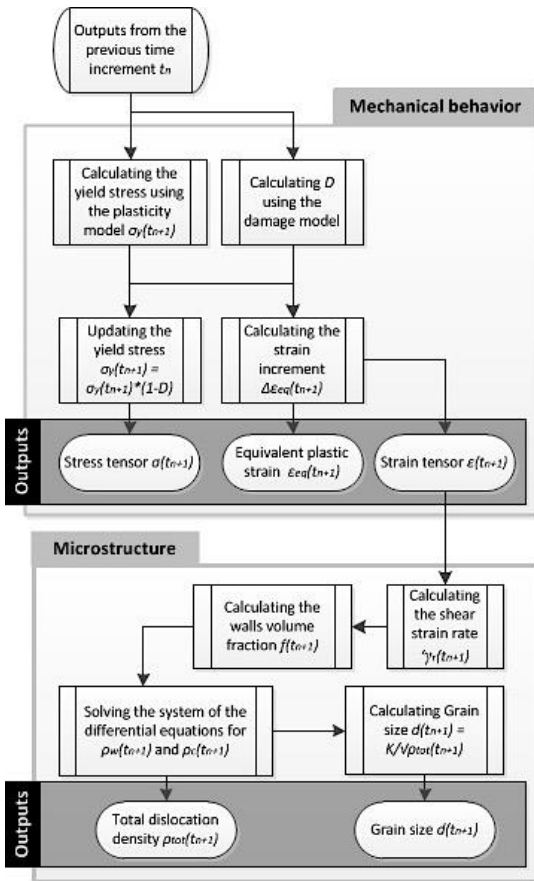 Outputs from
the previous time
increment tn
Mechanical behavior
Calculating the
yield stress using
the plasticity
model σy(tn+1)
Calculating D
using the
damage model
Updating the
yield stress
σy(tn+1) =
σy(tn+1)*(1-D)
Calculating the
strain
increment
Δεeq(tn+1)
Outputs
Stress tensor σ(tn+1)
Equivalent plastic
strain εeq(tn+1)
Strain tensor ε(tn+1)
Microstructure
Calculating the
walls volume
fraction f(tn+1)
Calculating
the shear
strain rate
'γr(tn+1)
Solving the system of the
differential equations for
ρw(tn+1) and ρc(tn+1)
Calculating Grain
size d(tn+1) =
K/√ρtot(tn+1)
Outputs
Total dislocation
density ρtot(tn+1)
Grain size d(tn+1)